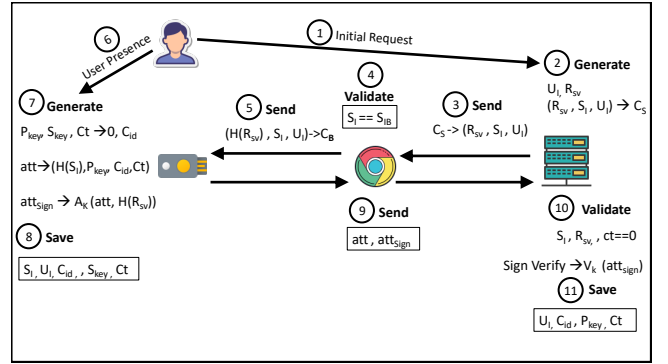 6
User Presence
1 Initial Request
2 Generate
U_I, R_sv
(R_sv , S_I , U_I) → C_S
3 Send
C_S -> (R_sv , S_I , U_I)
4
Validate
S_I == S_IB
5 Send
(H(R_sv) , S_I , U_I)->C_B
7 Generate
P_key, S_key , Ct →0, C_id
att→(H(S_I),P_key, C_id,Ct)
att_Sign → A_K (att, H(R_sv))
8 Save
S_I , U_I, C_id , , S_key , Ct
9 Send
att , att_Sign
10 Validate
S_I , R_sv, , ct==0
Sign Verify →V_k (att_sign)
11 Save
U_I, C_id , P_key , Ct